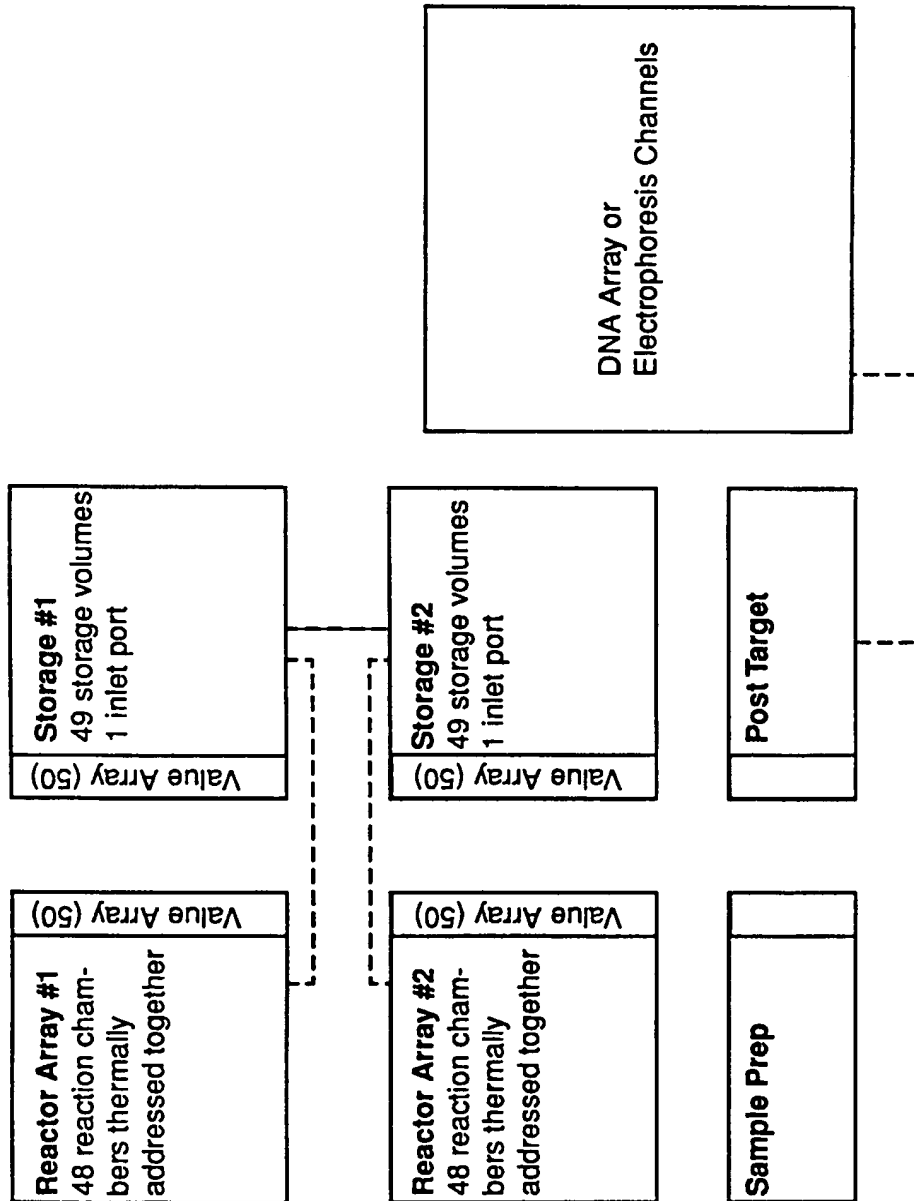 Reactor Array #1
48 reaction cham-
bers thermally
addressed together
Value Array (50)
Value Array (50)
Storage #1
49 storage volumes
1 inlet port
Reactor Array #2
48 reaction cham-
bers thermally
addressed together
Value Array (50)
Value Array (50)
Storage #2
49 storage volumes
1 inlet port
DNA Array or
Electrophoresis Channels
Sample Prep
Post Target